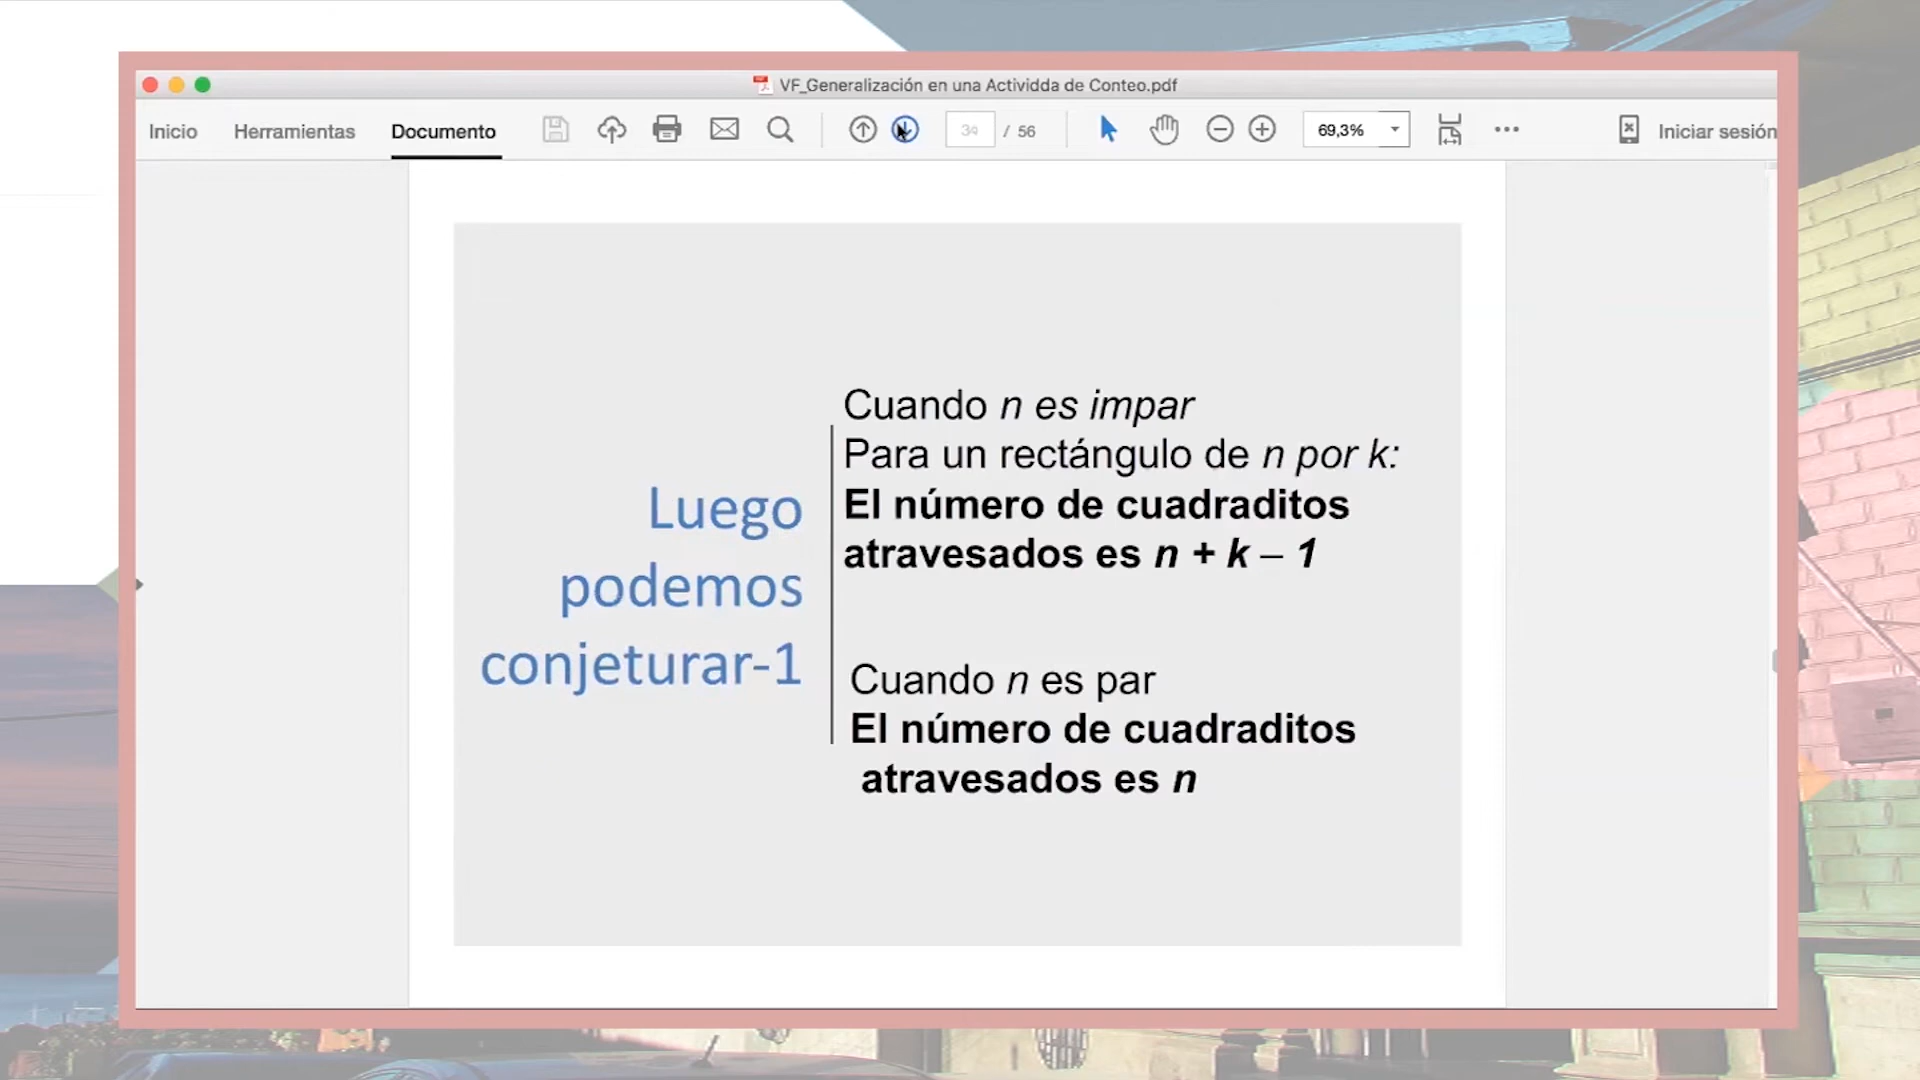 VF_Generalización en una Actividda de Conteo.pdf
Inicio Herramientas Documento 34 / 56 69,3% Iniciar sesión
Luego
podemos
conjeturar-1
Cuando n es impar
Para un rectángulo de n por k:
El número de cuadraditos
atravesados es n + k – 1
Cuando n es par
El número de cuadraditos
atravesados es n